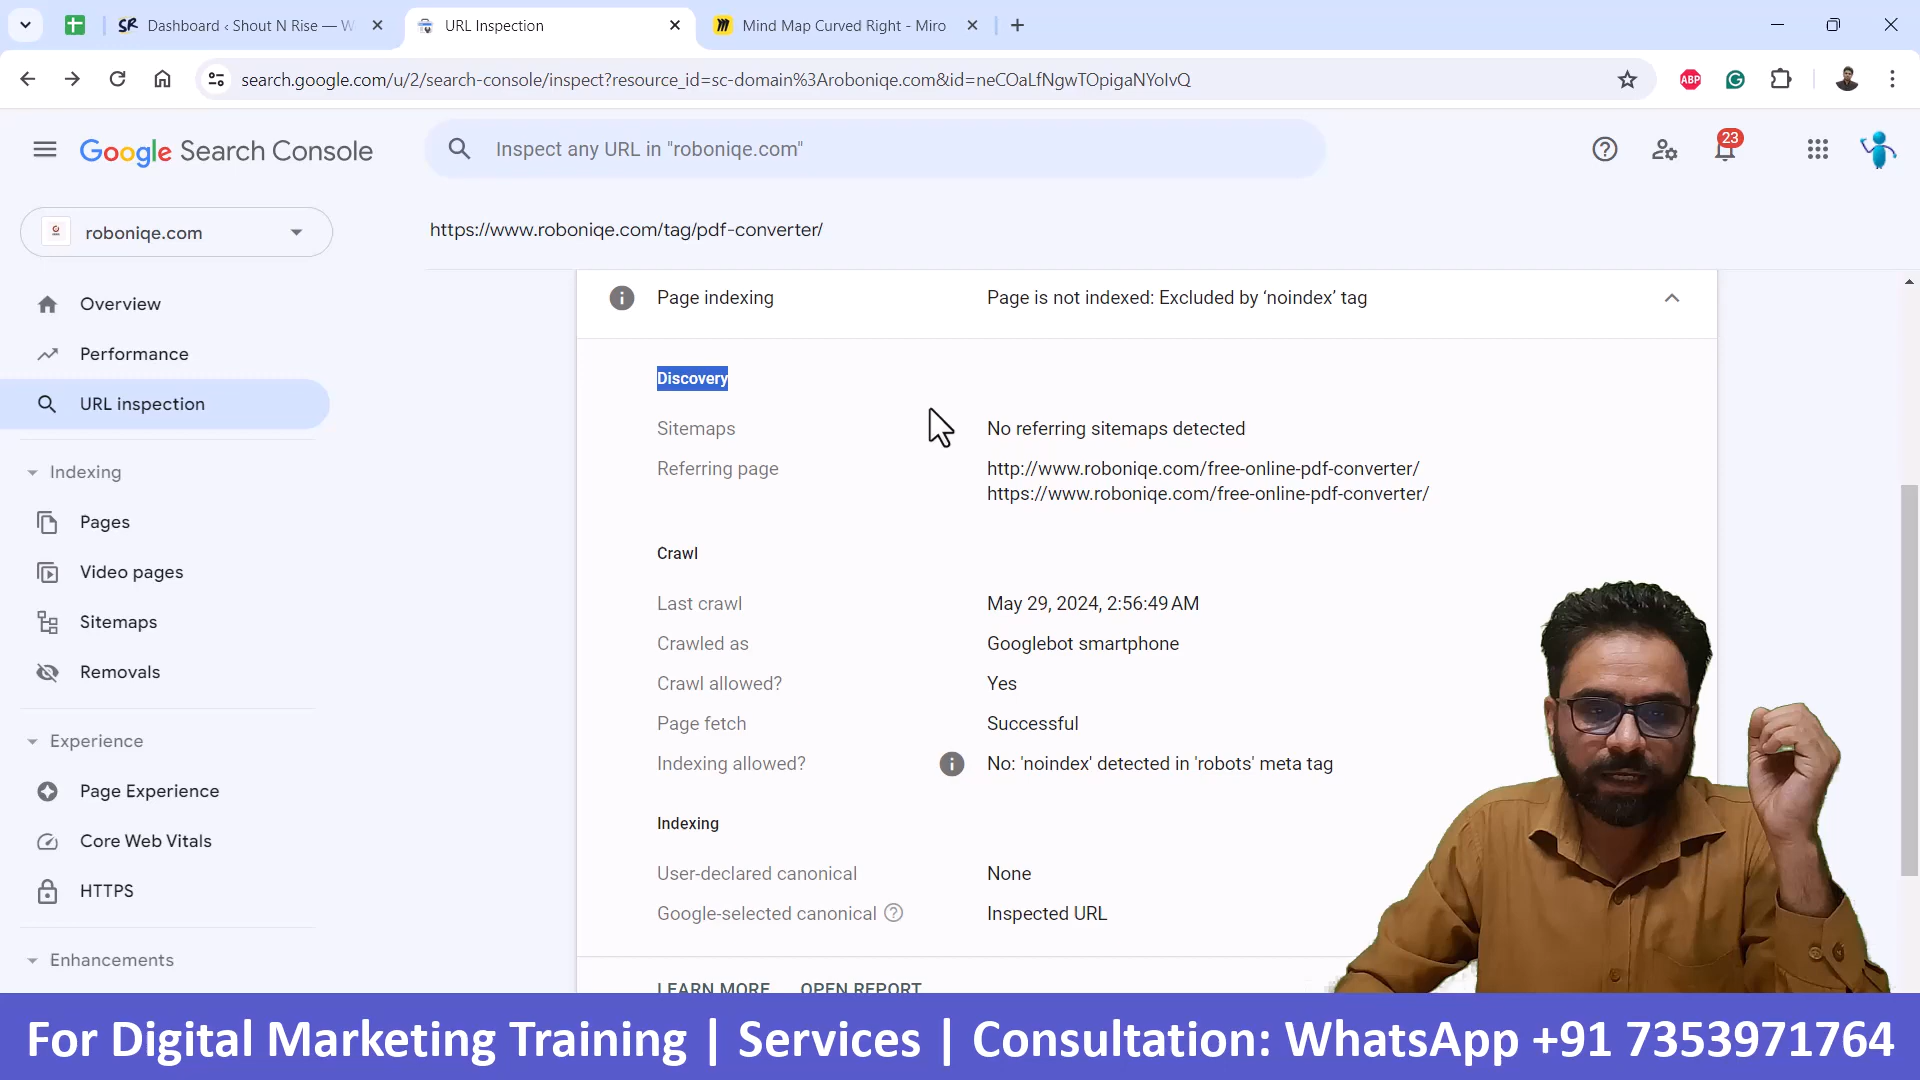 Dashboard ‹ Shout N Rise — W
URL Inspection
Mind Map Curved Right - Miro
search.google.com/u/2/search-console/inspect?resource_id=sc-domain%3Aroboniqe.com&id=neCOaLfNgwTOpigaNYoIvQ
ABP
Google Search Console
Inspect any URL in "roboniqe.com"
23
roboniqe.com
https://www.roboniqe.com/tag/pdf-converter/
Overview
Performance
URL inspection
Indexing
Pages
Video pages
Sitemaps
Removals
Experience
Page Experience
Core Web Vitals
HTTPS
Enhancements
Page indexing
Page is not indexed: Excluded by ‘noindex’ tag
Discovery
Sitemaps
No referring sitemaps detected
Referring page
http://www.roboniqe.com/free-online-pdf-converter/
https://www.roboniqe.com/free-online-pdf-converter/
Crawl
Last crawl
May 29, 2024, 2:56:49 AM
Crawled as
Googlebot smartphone
Crawl allowed?
Yes
Page fetch
Successful
Indexing allowed?
No: 'noindex' detected in 'robots' meta tag
Indexing
User-declared canonical
None
Google-selected canonical
Inspected URL
LEARN MORE
OPEN REPORT
For Digital Marketing Training | Services | Consultation: WhatsApp +91 7353971764